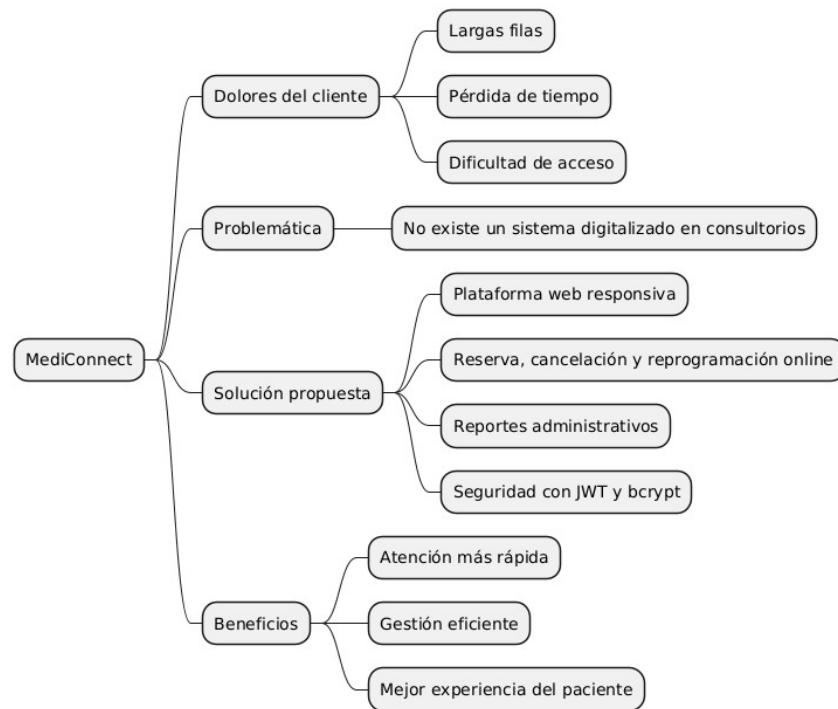 MediConnect
Dolores del cliente
Largas filas
Pérdida de tiempo
Dificultad de acceso
Problemática
No existe un sistema digitalizado en consultorios
Solución propuesta
Plataforma web responsiva
Reserva, cancelación y reprogramación online
Reportes administrativos
Seguridad con JWT y bcrypt
Beneficios
Atención más rápida
Gestión eficiente
Mejor experiencia del paciente